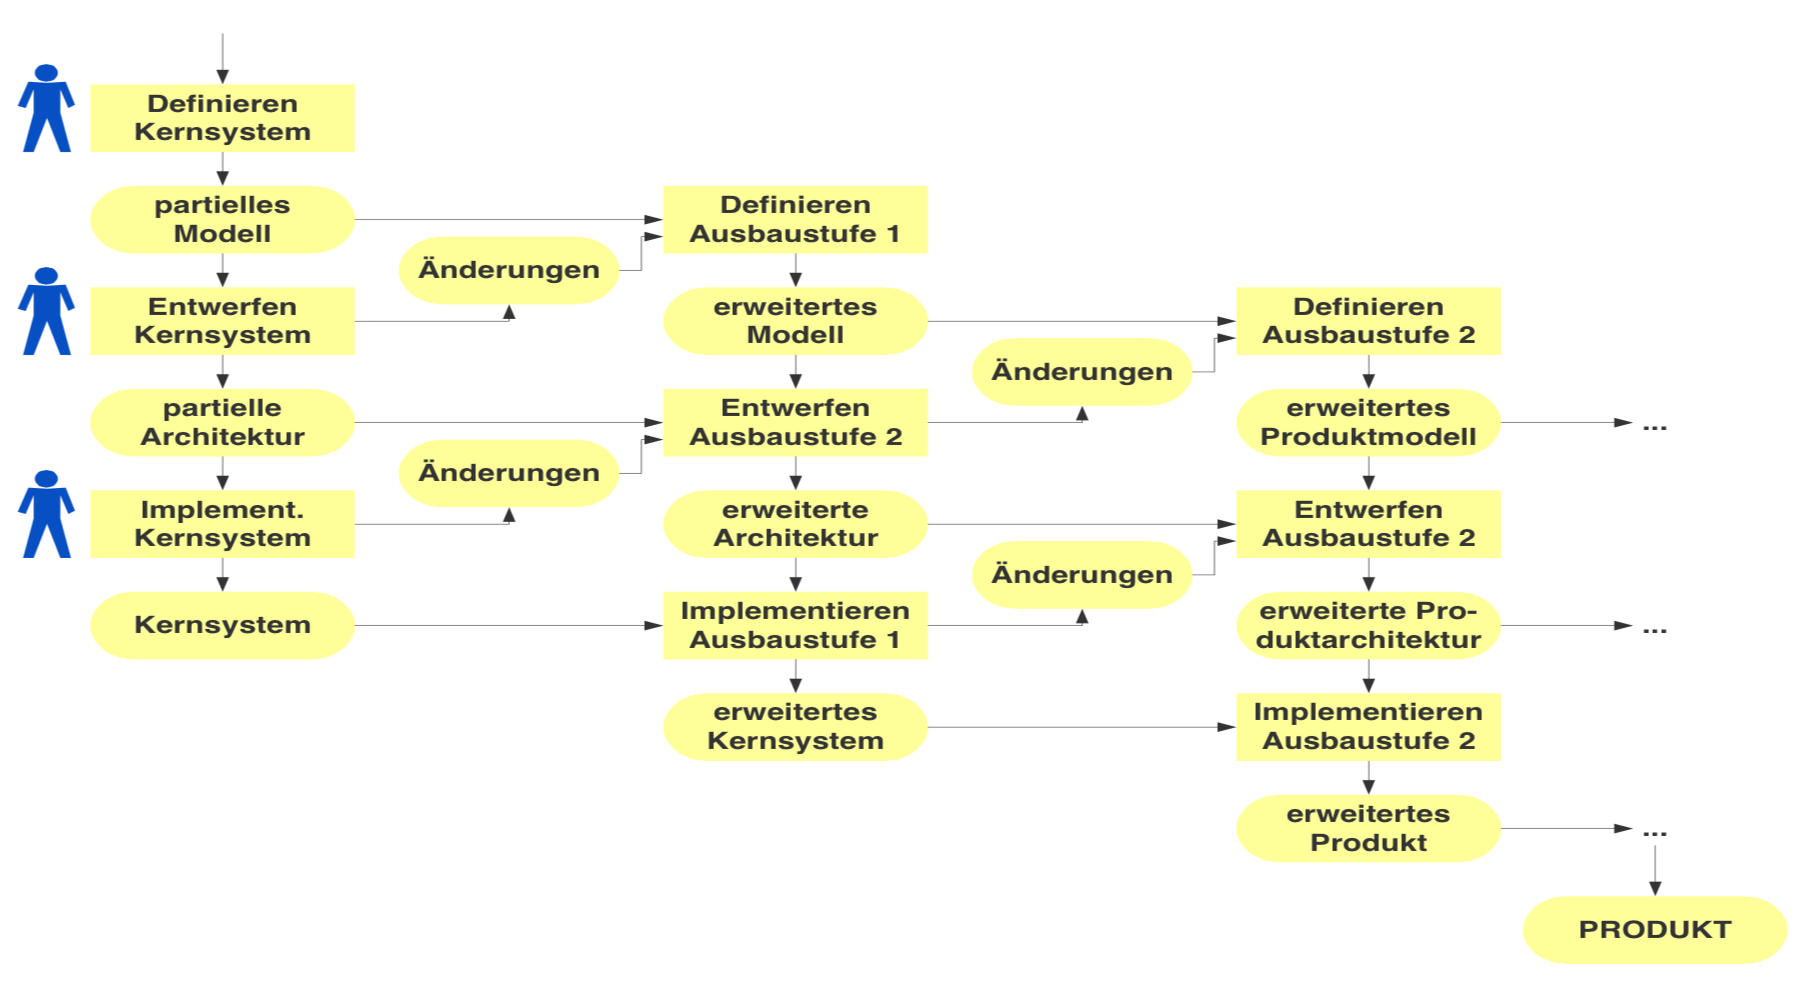 Definieren
Kernsystem
partielles
Modell
Änderungen
Entwerfen
Kernsystem
partielle
Architektur
Änderungen
Implement.
Kernsystem
Kernsystem
Definieren
Ausbaustufe 1
erweitertes
Modell
Änderungen
Entwerfen
Ausbaustufe 2
erweiterte
Architektur
Änderungen
Implementieren
Ausbaustufe 1
erweitertes
Kernsystem
Definieren
Ausbaustufe 2
erweitertes
Produktmodell
...
Entwerfen
Ausbaustufe 2
erweiterte Pro-
duktarchitektur
...
Implementieren
Ausbaustufe 2
erweitertes
Produkt
...
PRODUKT